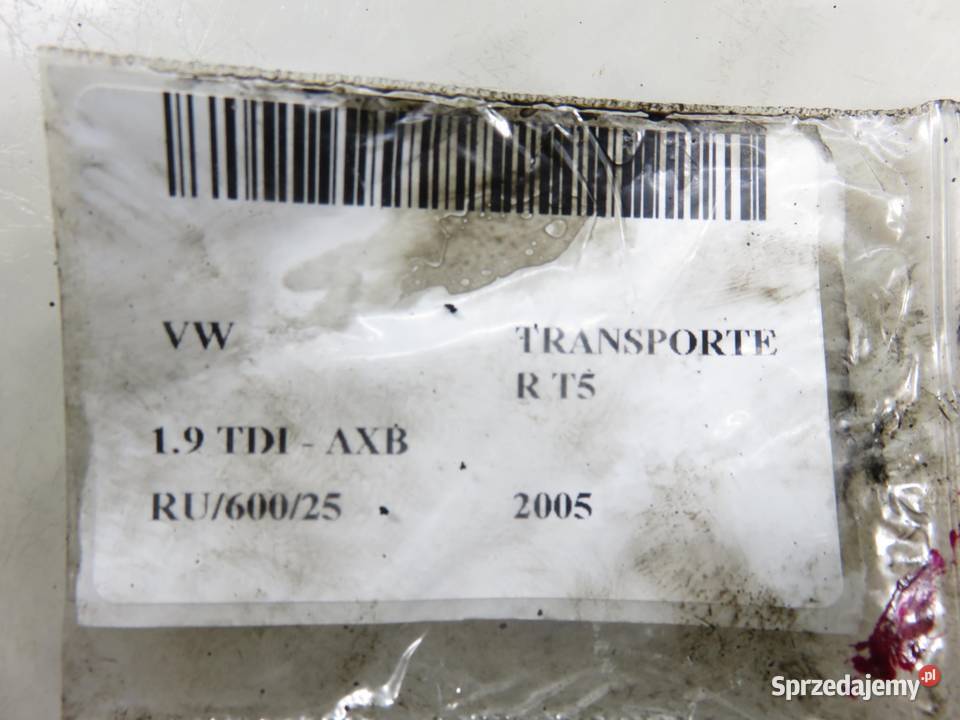 VW TRANSPORTE
R T5
1.9 TDI - AXB
RU/600/25 2005
Sprzedajemy.pl